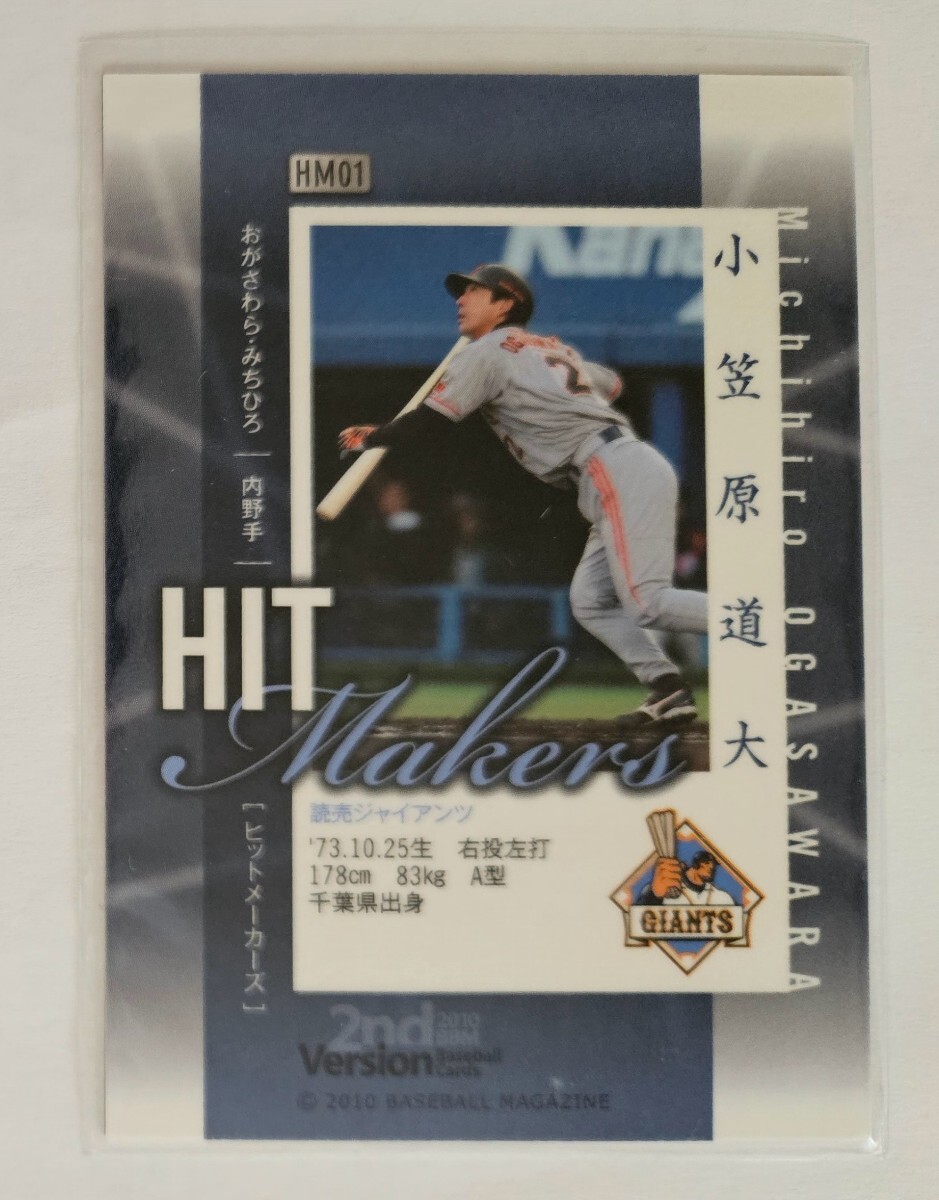 HM01
おがさわら・みちひろ ― 内野手 ―
小笠原道大
Michihiro OGASAWARA
HIT
Makers
[ヒットメーカーズ]
読売ジャイアンツ
'73.10.25生 右投左打
178cm 83kg A型
千葉県出身
GIANTS
2nd
Version
2010
BBM
Baseball
Cards
© 2010 BASEBALL MAGAZINE